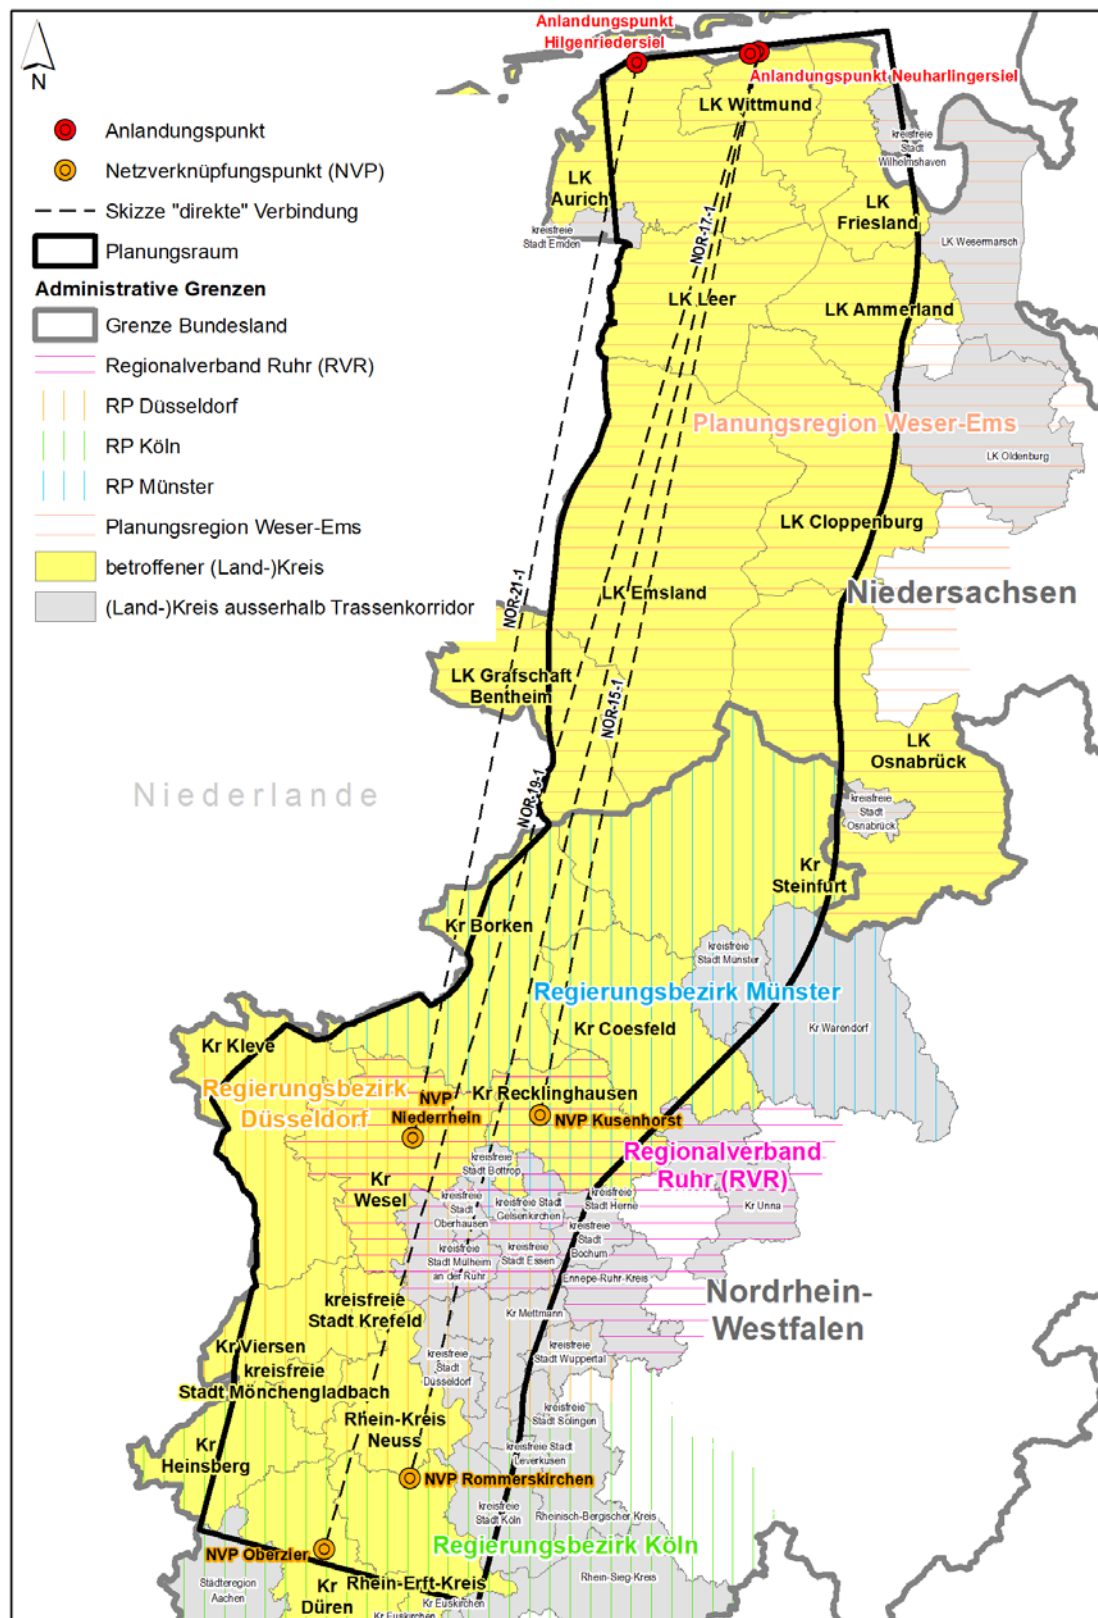 Anlandungspunkt
Hilgenriedersiel
Anlandungspunkt Neuharlingersiel
N
Anlandungspunkt
Netzverknüpfungspunkt (NVP)
Skizze "direkte" Verbindung
Planungsraum
Administrative Grenzen
Grenze Bundesland
Regionalverband Ruhr (RVR)
RP Düsseldorf
RP Köln
RP Münster
Planungsregion Weser-Ems
betroffener (Land-)Kreis
(Land-)Kreis ausserhalb Trassenkorridor
LK Wittmund
kreisfreie
Stadt
Wilhelmshaven
LK
Aurich
LK
Friesland
kreisfreie
Stadt Emden
LK Wesermarsch
NOR-17-1
LK Leer
LK Ammerland
Planungsregion Weser-Ems
LK Oldenburg
LK Cloppenburg
NOR-21-1
LK Emsland
Niedersachsen
LK Grafschaft
Bentheim
NOR-15-1
LK
Osnabrück
Niederlande
NOR-19-1
kreisfreie
Stadt
Osnabrück
Kr
Steinfurt
Kr Borken
kreisfreie
Stadt Münster
Regierungsbezirk Münster
Kr Coesfeld
Kr Warendorf
Kr Kleve
Regierungsbezirk
Düsseldorf
NVP
Niederrhein
Kr Recklinghausen
NVP Kusenhorst
Regionalverband
Ruhr (RVR)
kreisfreie
Stadt Bottrop
Kr
Wesel
kreisfreie
Stadt
Oberhausen
kreisfreie Stadt
Gelsenkirchen
kreisfreie
Stadt Herne
Kr Unna
kreisfreie
Stadt
Bochum
kreisfreie
Stadt Mülheim
an der Ruhr
kreisfreie
Stadt Essen
Ennepe-Ruhr-Kreis
Nordrhein-
Westfalen
kreisfreie
Stadt Krefeld
Kr Mettmann
Kr Viersen
kreisfreie
Stadt
Düsseldorf
kreisfreie
Stadt Wuppertal
kreisfreie
Stadt Mönchengladbach
Rhein-Kreis
Neuss
kreisfreie
Stadt Solingen
Kr
Heinsberg
kreisfreie Stadt
Leverkusen
NVP Rommerskirchen
kreisfreie
Stadt Köln
Rheinisch-Bergischer Kreis
Regierungsbezirk Köln
NVP Oberzier
Städteregion
Aachen
Kr
Düren
Rhein-Erft-Kreis
Rhein-Sieg-Kreis
Kr Euskirchen
Kr Euskirchen